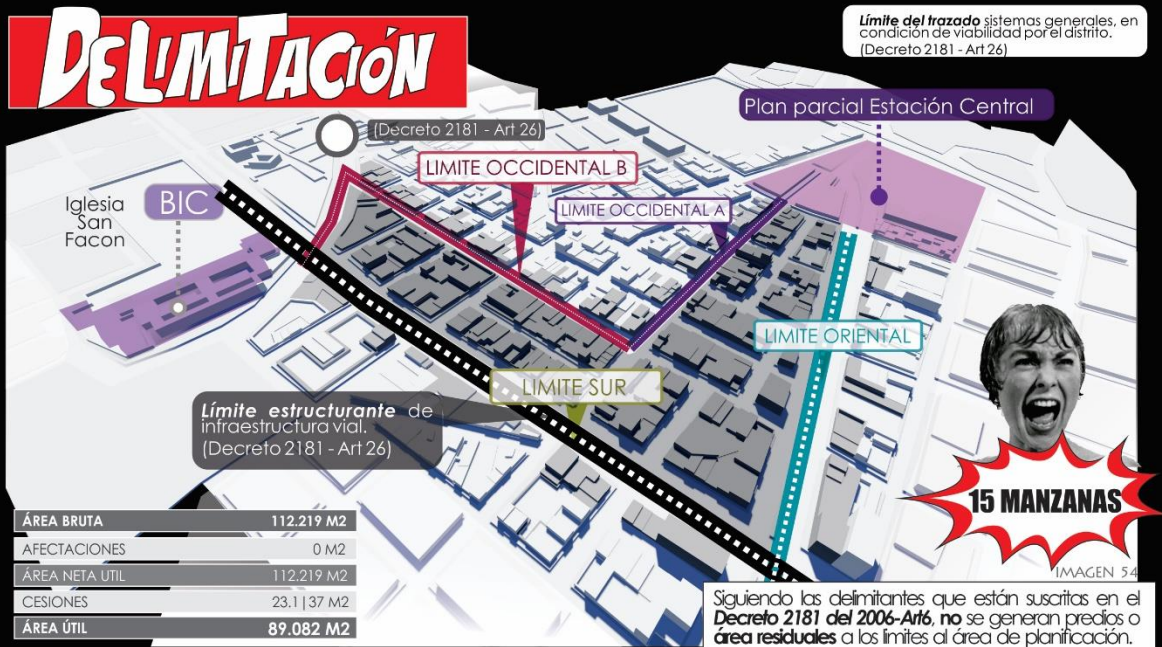 DELIMITACIÓN
Límite del trazado sistemas generales, en
condición de viabilidad por el distrito.
(Decreto 2181 - Art 26)
Plan parcial Estación Central
(Decreto 2181 - Art 26)
LIMITE OCCIDENTAL B
LIMITE OCCIDENTAL A
Iglesia
San
Facon
BIC
LIMITE ORIENTAL
LIMITE SUR
Límite estructurante de
infraestructura vial.
(Decreto 2181 - Art 26)
15 MANZANAS
IMAGEN 54
ÁREA BRUTA 112.219 M2
AFECTACIONES 0 M2
ÁREA NETA UTIL 112.219 M2
CESIONES 23.1|37 M2
ÁREA ÚTIL 89.082 M2
Siguiendo las delimitantes que están suscritas en el
Decreto 2181 del 2006-Art6, no se generan predios o
área residuales a los limites al área de planificación.